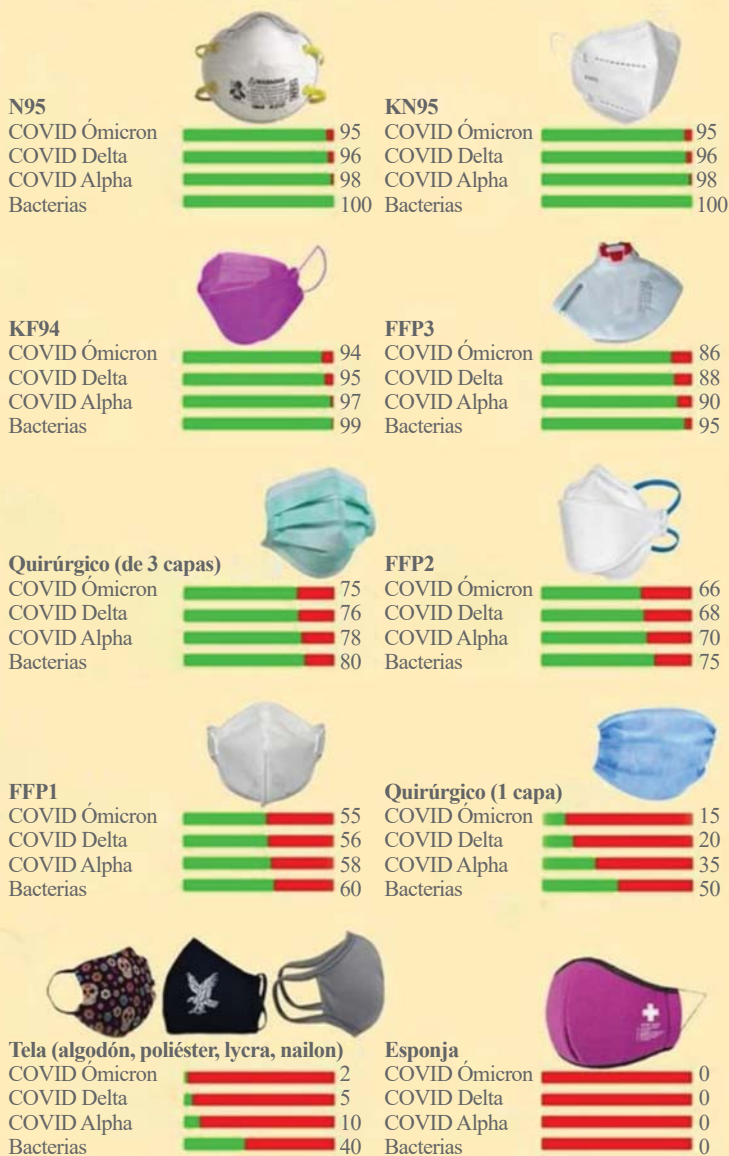 N95
COVID Ómicron 95
COVID Delta 96
COVID Alpha 98
Bacterias 100
KN95
COVID Ómicron 95
COVID Delta 96
COVID Alpha 98
Bacterias 100
KF94
COVID Ómicron 94
COVID Delta 95
COVID Alpha 97
Bacterias 99
FFP3
COVID Ómicron 86
COVID Delta 88
COVID Alpha 90
Bacterias 95
Quirúrgico (de 3 capas)
COVID Ómicron 75
COVID Delta 76
COVID Alpha 78
Bacterias 80
FFP2
COVID Ómicron 66
COVID Delta 68
COVID Alpha 70
Bacterias 75
FFP1
COVID Ómicron 55
COVID Delta 56
COVID Alpha 58
Bacterias 60
Quirúrgico (1 capa)
COVID Ómicron 15
COVID Delta 20
COVID Alpha 35
Bacterias 50
Tela (algodón, poliéster, lycra, nailon)
COVID Ómicron 2
COVID Delta 5
COVID Alpha 10
Bacterias 40
Esponja
COVID Ómicron 0
COVID Delta 0
COVID Alpha 0
Bacterias 0